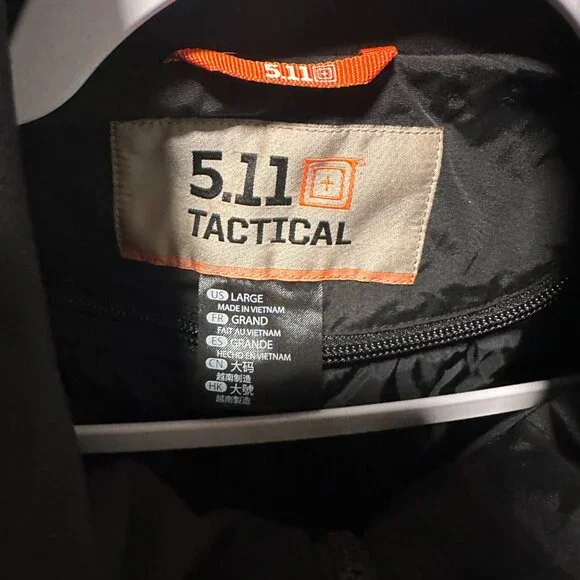 5.11
5.11
TACTICAL
US LARGE
MADE IN VIETNAM
FR GRAND
FAIT AU VIETNAM
ES GRANDE
HECHO EN VIETNAM
CN 大码
越南制造
HK 大號
越南製造